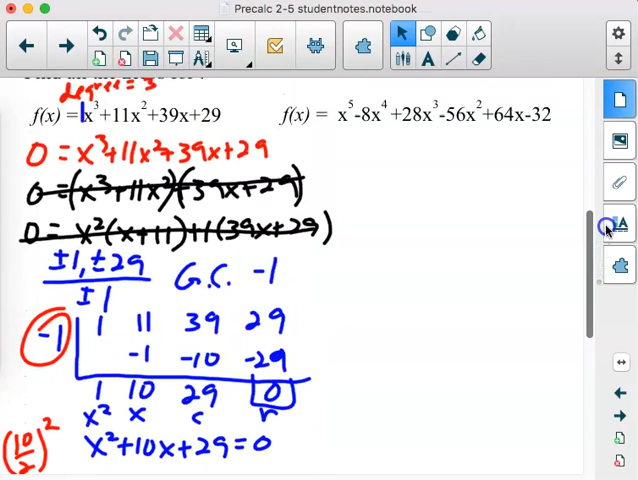 Precalc 2-5 studentnotes.notebook
degree = 3
f(x) = 1x³+11x²+39x+29
f(x) = x⁵-8x⁴+28x³-56x²+64x-32
0 = x³+11x²+39x+29
0 = (x³+11x²)(39x+29)
0 = x²(x+11)+1(39x+29)
±1, ±29
±1
G.C. -1
-1 1 11 39 29
-1 -10 -29
1 10 29 0
x² x c r
(10/2)² x²+10x+29=0